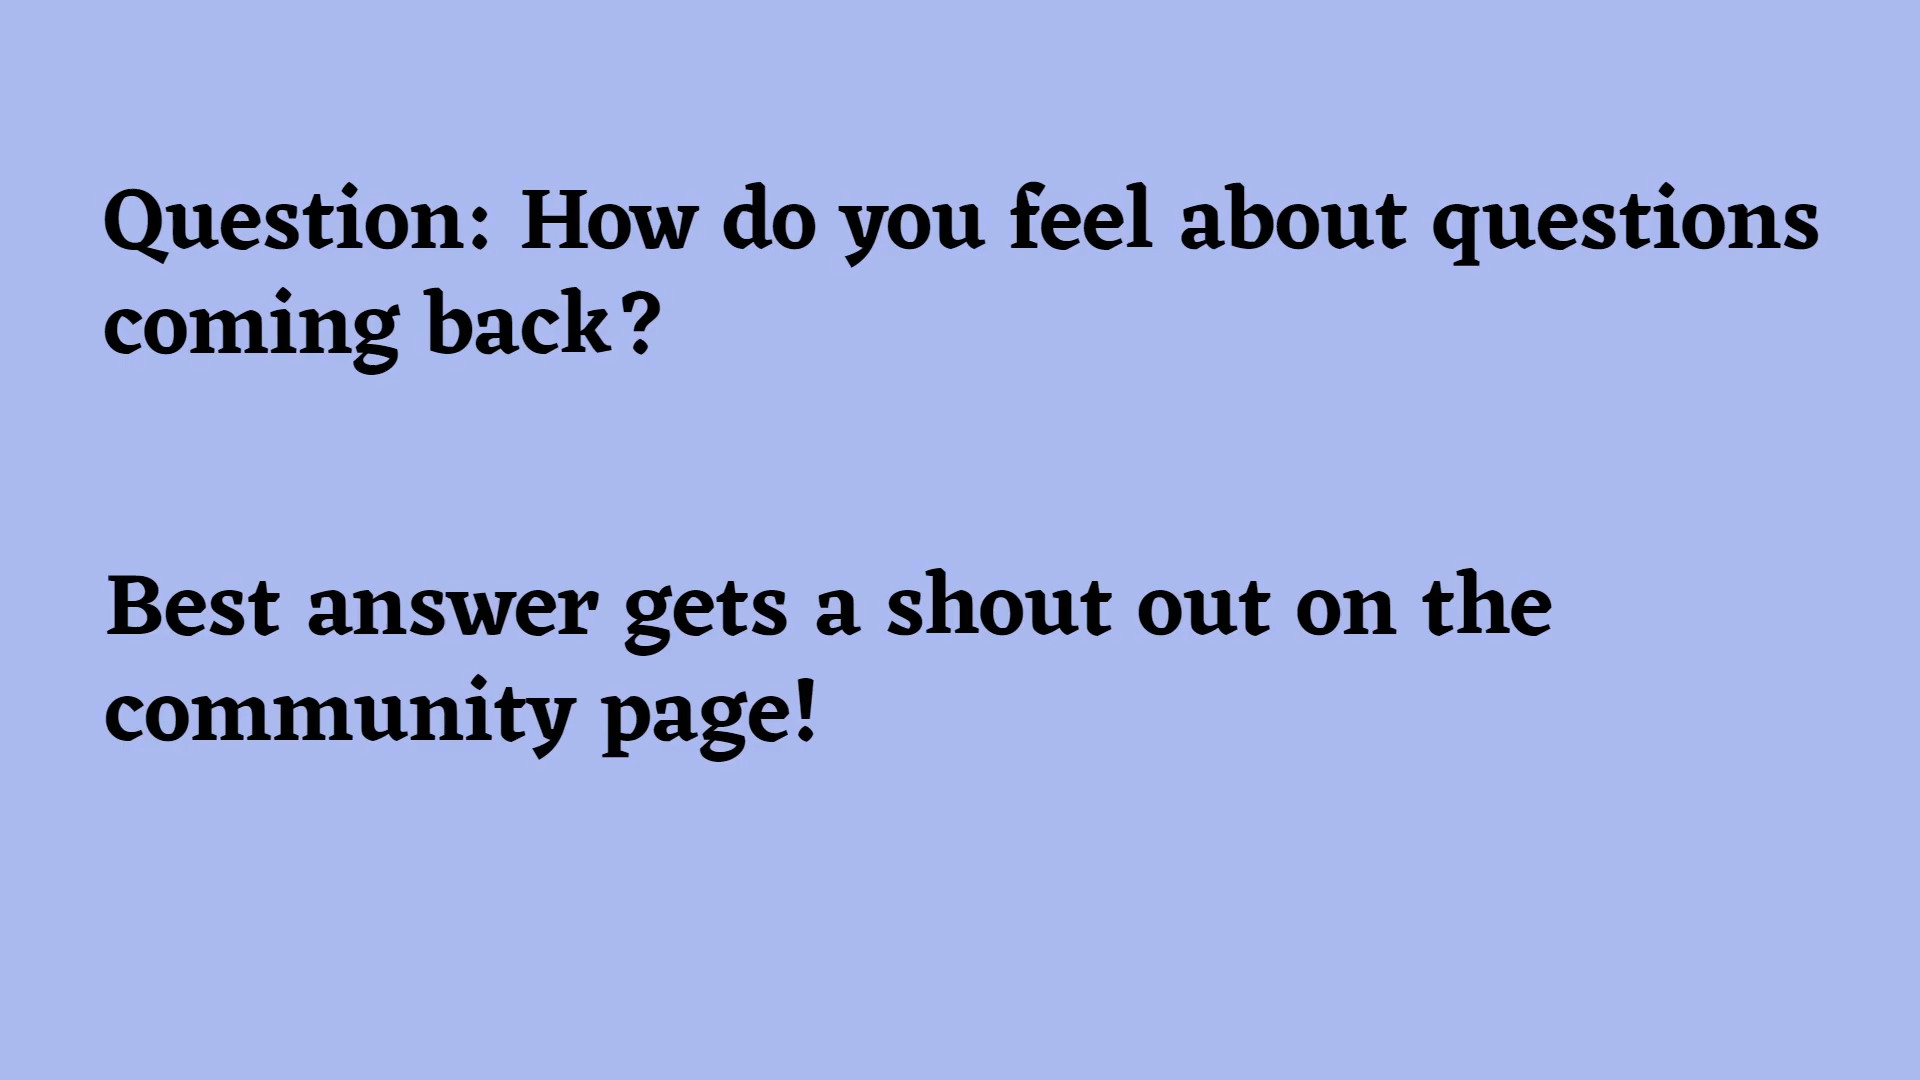 Question: How do you feel about questions
coming back?
Best answer gets a shout out on the
community page!